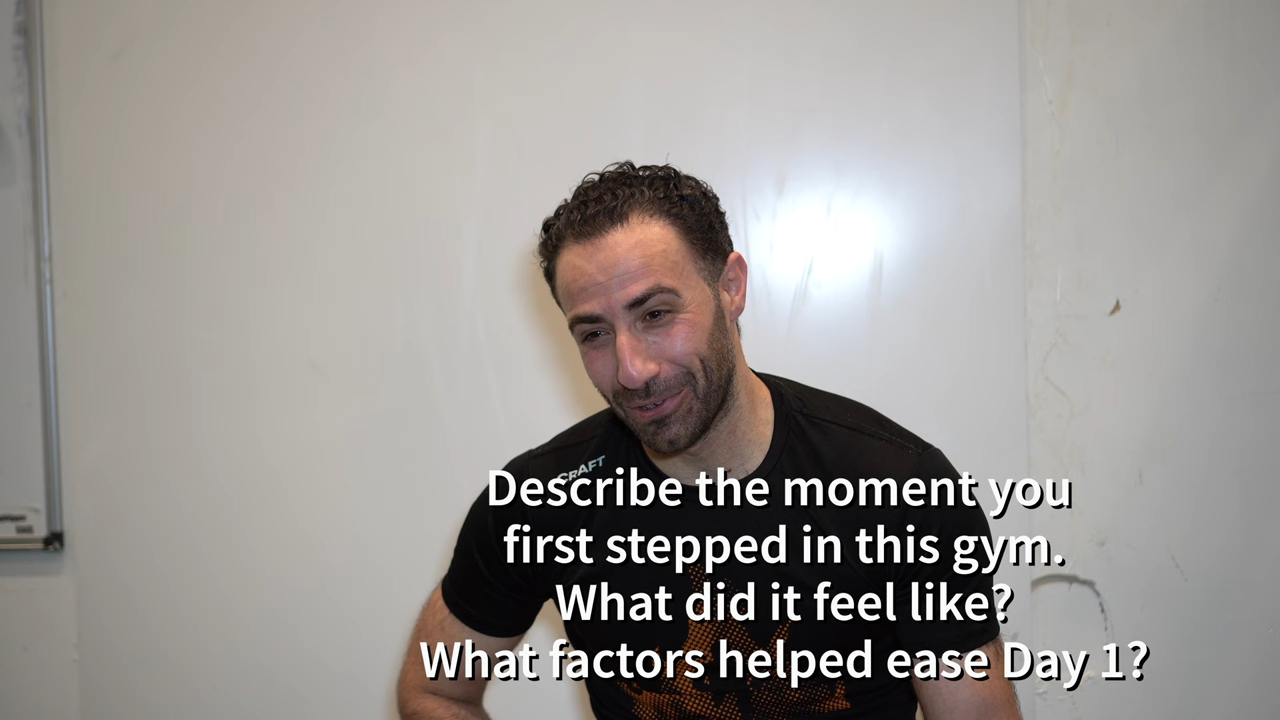 CRAFT
Describe the moment you
first stepped in this gym.
What did it feel like?
What factors helped ease Day 1?